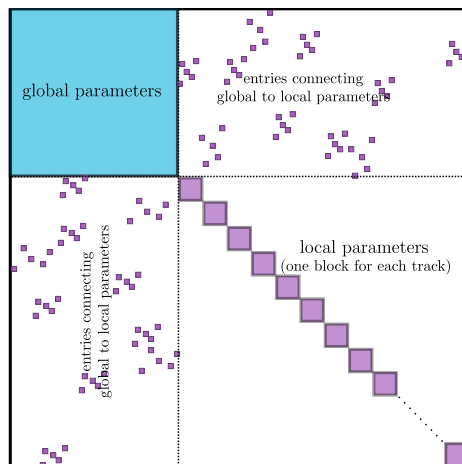 global parameters
entries connecting
global to local parameters
local parameters
(one block for each track)
entries connecting
global to local parameters